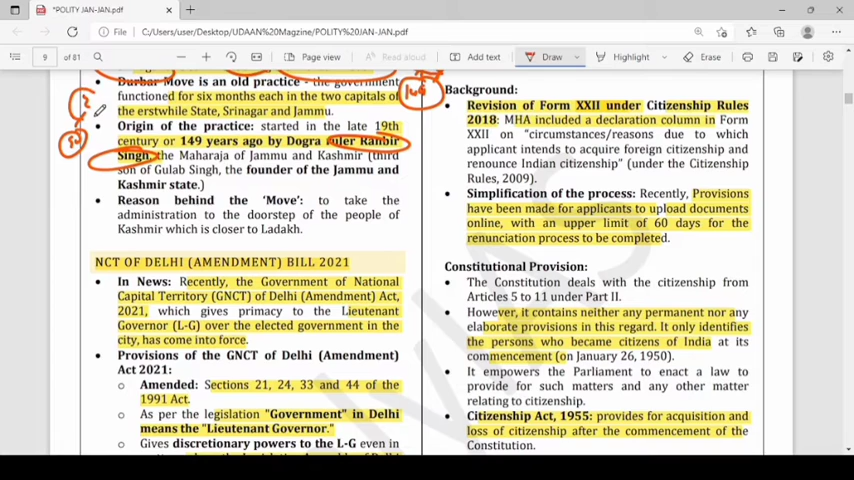 *POLITY JAN-JAN.pdf
File
C:/Users/user/Desktop/UDAAN%20Magzine/POLITY%20JAN-JAN.pdf
9 of 81
Page view
Add text
Draw
Highlight
Erase
Durbar Move is an old practice - the government
functioned for six months each in the two capitals of
the erstwhile State, Srinagar and Jammu.
• Origin of the practice: started in the late 19th
century or 149 years ago by Dogra ruler Ranbir
Singh, the Maharaja of Jammu and Kashmir (third
son of Gulab Singh, the founder of the Jammu and
Kashmir state.)
• Reason behind the ‘Move’: to take the
administration to the doorstep of the people of
Kashmir which is closer to Ladakh.
NCT OF DELHI (AMENDMENT) BILL 2021
• In News: Recently, the Government of National
Capital Territory (GNCT) of Delhi (Amendment) Act,
2021, which gives primacy to the Lieutenant
Governor (L-G) over the elected government in the
city, has come into force.
• Provisions of the GNCT of Delhi (Amendment)
Act 2021:
o Amended: Sections 21, 24, 33 and 44 of the
1991 Act.
o As per the legislation "Government" in Delhi
means the "Lieutenant Governor."
o Gives discretionary powers to the L-G even in
Background:
• Revision of Form XXII under Citizenship Rules
2018: MHA included a declaration column in Form
XXII on "circumstances/reasons due to which
applicant intends to acquire foreign citizenship and
renounce Indian citizenship" (under the Citizenship
Rules, 2009).
• Simplification of the process: Recently, Provisions
have been made for applicants to upload documents
online, with an upper limit of 60 days for the
renunciation process to be completed.
Constitutional Provision:
• The Constitution deals with the citizenship from
Articles 5 to 11 under Part II.
• However, it contains neither any permanent nor any
elaborate provisions in this regard. It only identifies
the persons who became citizens of India at its
commencement (on January 26, 1950).
• It empowers the Parliament to enact a law to
provide for such matters and any other matter
relating to citizenship.
• Citizenship Act, 1955: provides for acquisition and
loss of citizenship after the commencement of the
Constitution.